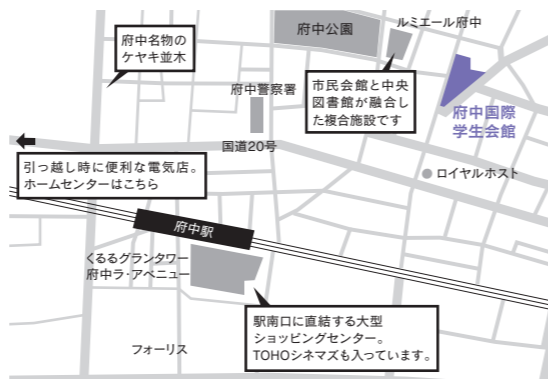 府中名物の
ケヤキ並木
府中公園
ルミエール府中
府中警察署
市民会館と中央
図書館が融合し
た複合施設です
府中国際
学生会館
国道20号
引っ越し時に便利な電気店。
ホームセンターはこちら
ロイヤルホスト
府中駅
くるるグランタワー
府中ラ・アベニュー
駅南口に直結する大型
ショッピングセンター。
TOHOシネマズも入っています。
フォーリス